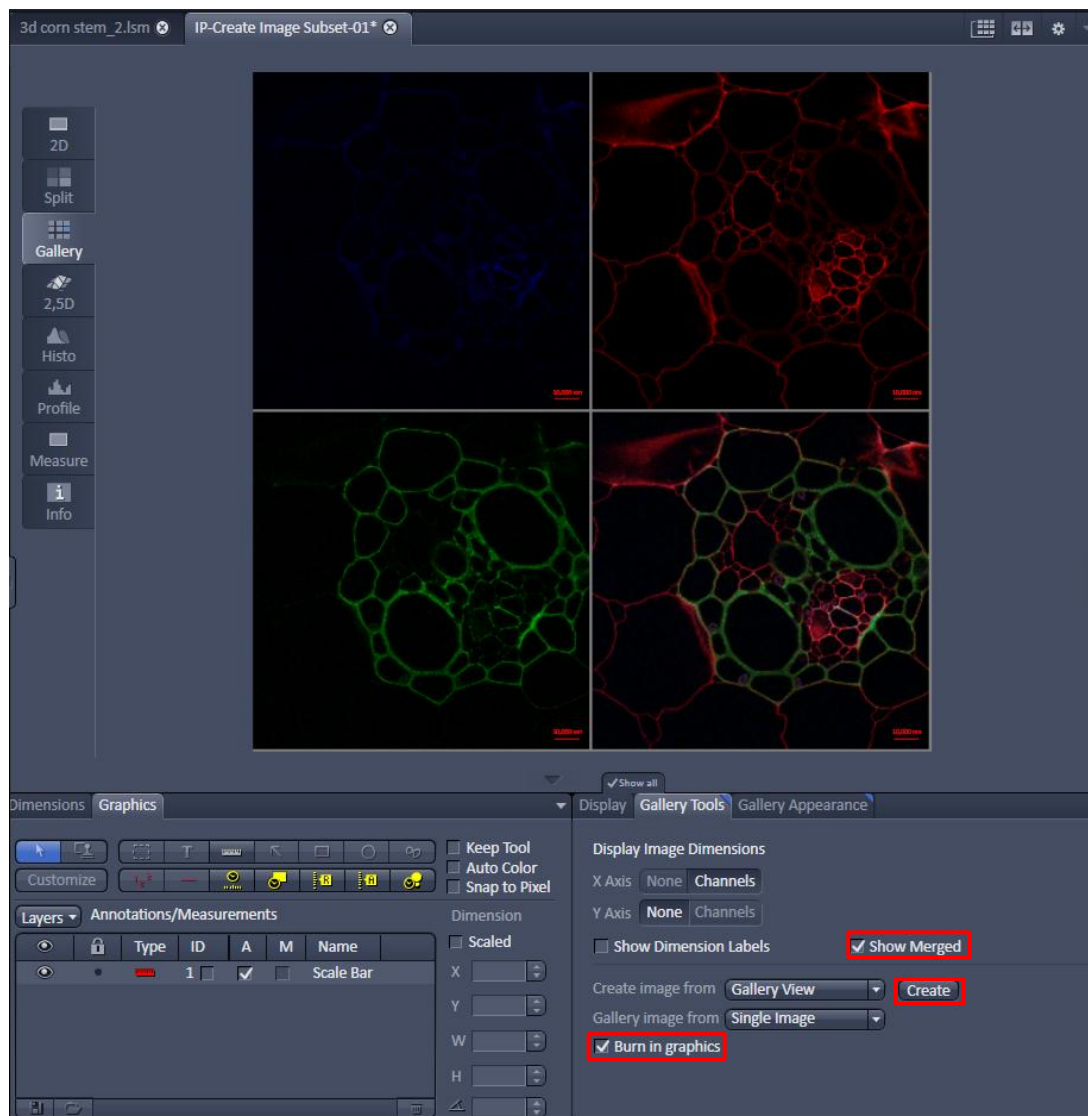 3d corn stem_2.lsm
IP-Create Image Subset-01*
2D
Split
Gallery
2,5D
Histo
Profile
Measure
i
Info
Show all
Dimensions
Graphics
Display
Gallery Tools
Gallery Appearance
T
Customize
R
A
Keep Tool
Auto Color
Snap to Pixel
Layers
Annotations/Measurements
Type ID A M Name
1 Scale Bar
Dimension
Scaled
X
Y
W
H
Display Image Dimensions
X Axis None Channels
Y Axis None Channels
Show Dimension Labels
Show Merged
Create image from Gallery View Create
Gallery image from Single Image
Burn in graphics